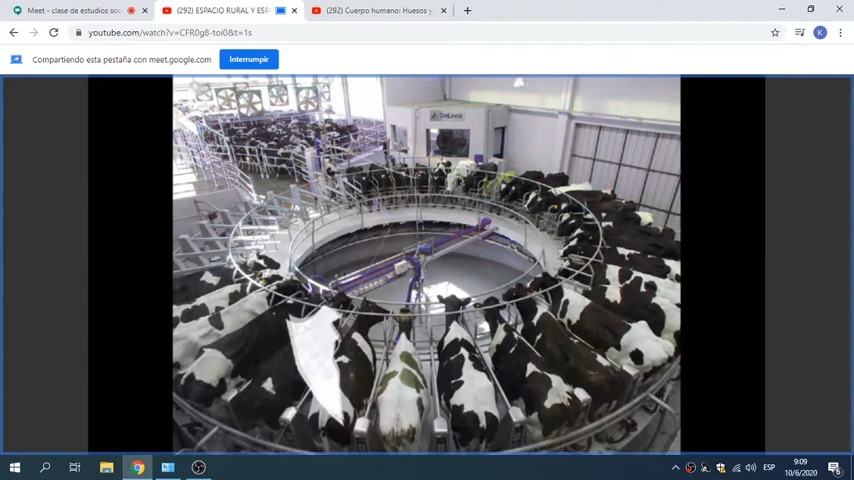 Meet - clase de estudios soc
(292) ESPACIO RURAL Y ESP
(292) Cuerpo humano: Huesos y
youtube.com/watch?v=CFR0g8-toi0&t=1s
K
Compartiendo esta pestaña con meet.google.com
Interrumpir
DeLaval
ESP
9:09
10/6/2020
6